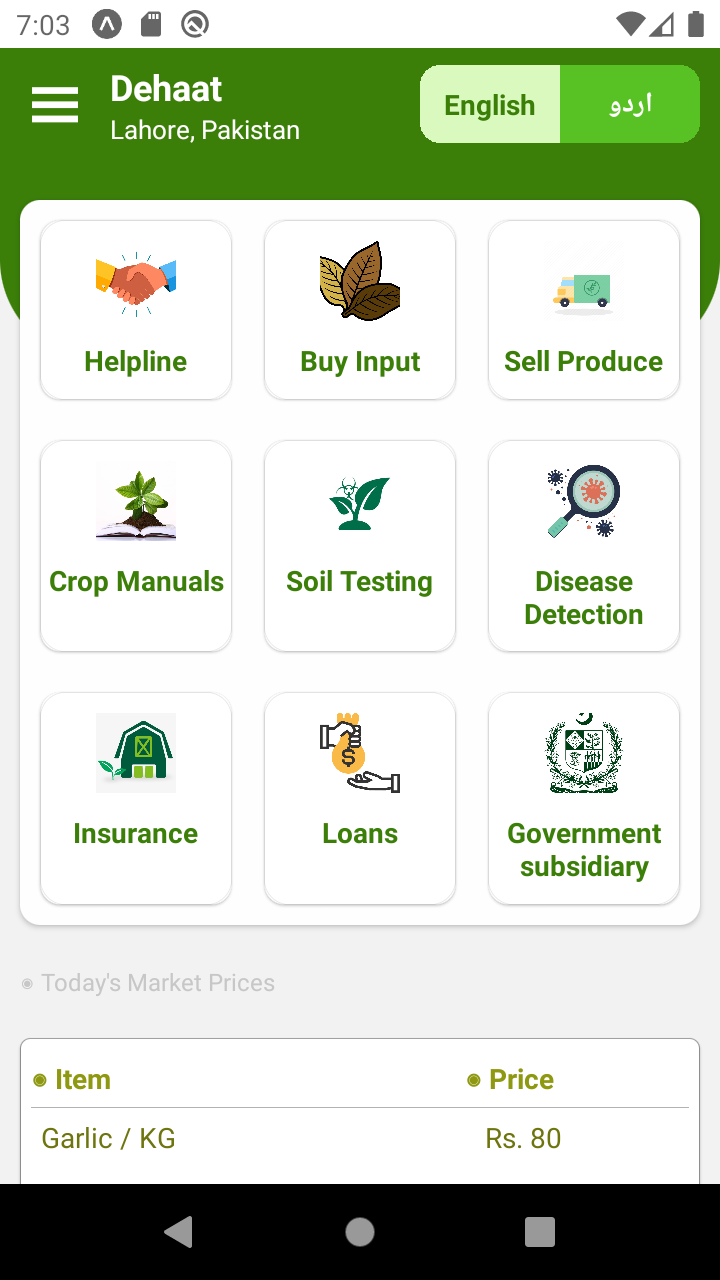 7:03
Dehaat
Lahore, Pakistan
English
اردو
Helpline
Buy Input
Sell Produce
Crop Manuals
Soil Testing
Disease
Detection
Insurance
Loans
Government
subsidiary
Today's Market Prices
Item
Price
Garlic / KG
Rs. 80